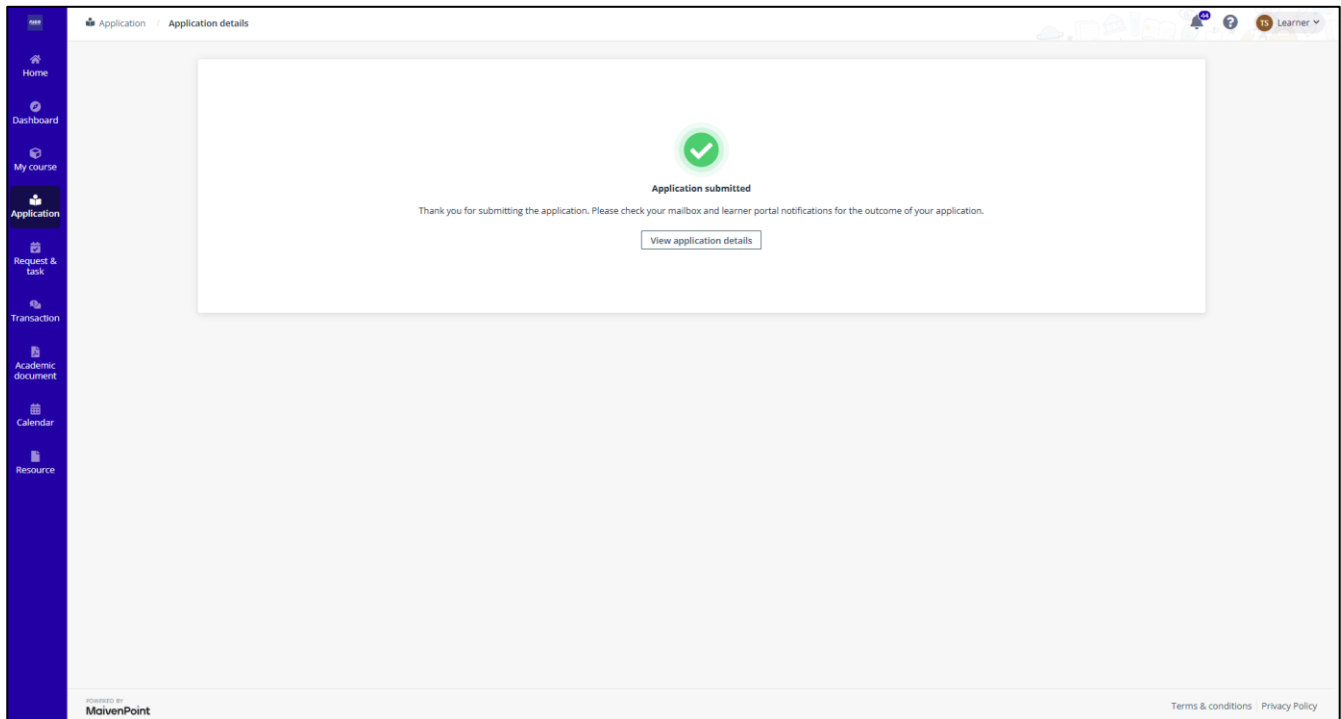 Application / Application details
44
TS Learner
Home
Dashboard
My course
Application
Request &
task
Transaction
Academic
document
Calendar
Resource
Application submitted
Thank you for submitting the application. Please check your mailbox and learner portal notifications for the outcome of your application.
View application details
POWERED BY
MaivenPoint
Terms & conditions Privacy Policy